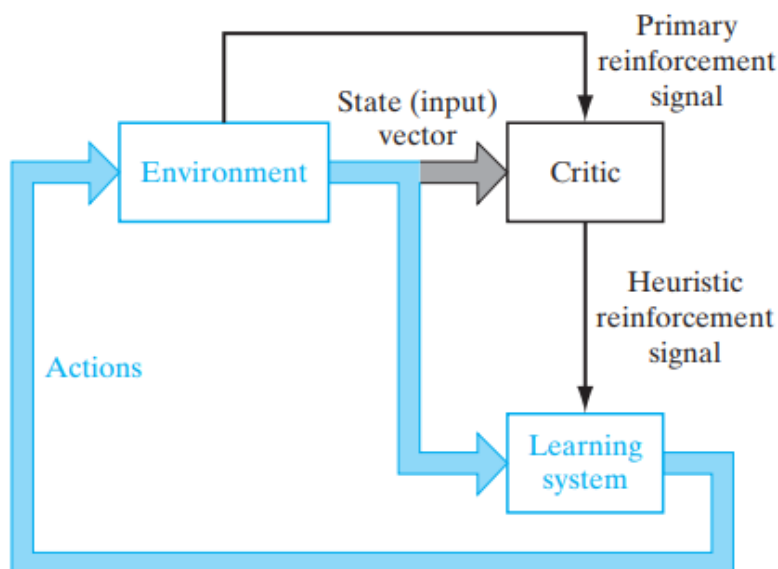 Primary
reinforcement
signal
State (input)
vector
Environment
Critic
Heuristic
reinforcement
signal
Actions
Learning
system